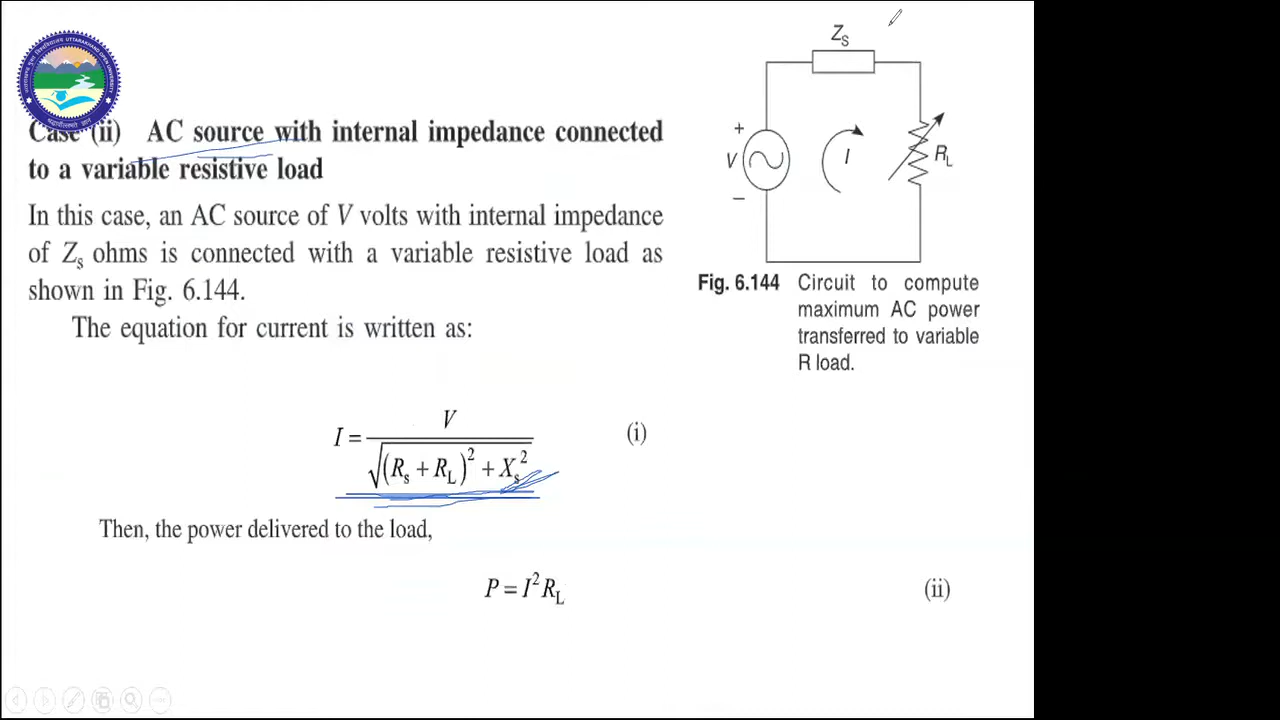 Case (ii) AC source with internal impedance connected
to a variable resistive load
In this case, an AC source of V volts with internal impedance
of Zs ohms is connected with a variable resistive load as
shown in Fig. 6.144.
The equation for current is written as:
I = V / √(Rs + RL)² + Xs² (i)
Then, the power delivered to the load,
P = I²RL (ii)
ZS
+
V
I
RL
−
Fig. 6.144 Circuit to compute
maximum AC power
transferred to variable
R load.